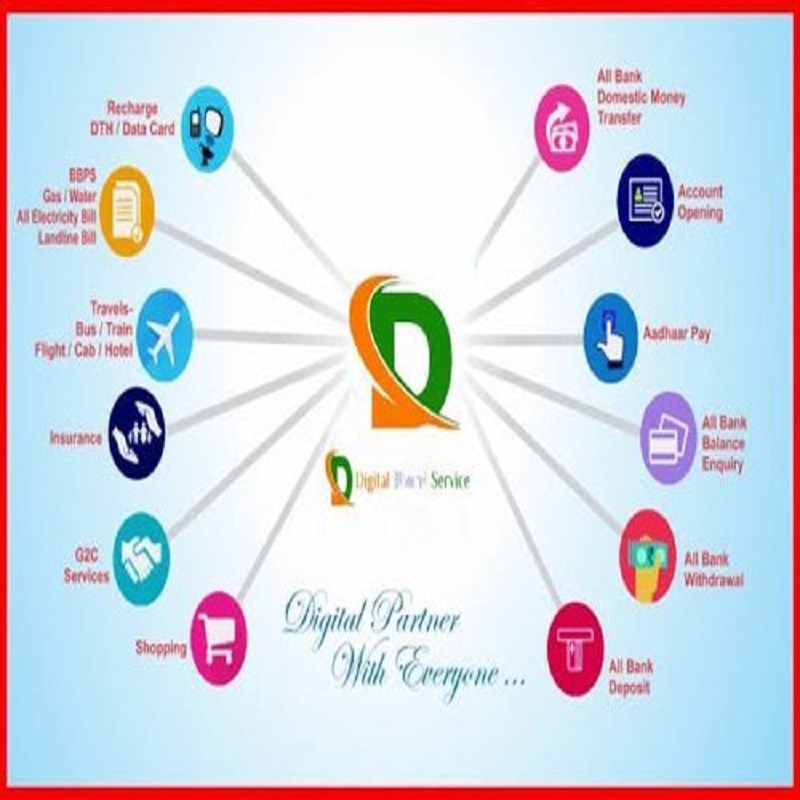 Recharge
DTH / Data Card
BBPS
Gas / Water
All Electricity Bill
Landline Bill
Travels-
Bus / Train
Flight / Cab / Hotel
Insurance
G2C
Services
Shopping
All Bank
Domestic Money
Transfer
Account
Opening
Aadhaar Pay
All Bank
Balance
Enquiry
All Bank
Withdrawal
All Bank
Deposit
D
Digital
Service
Digital Partner
With Everyone ...